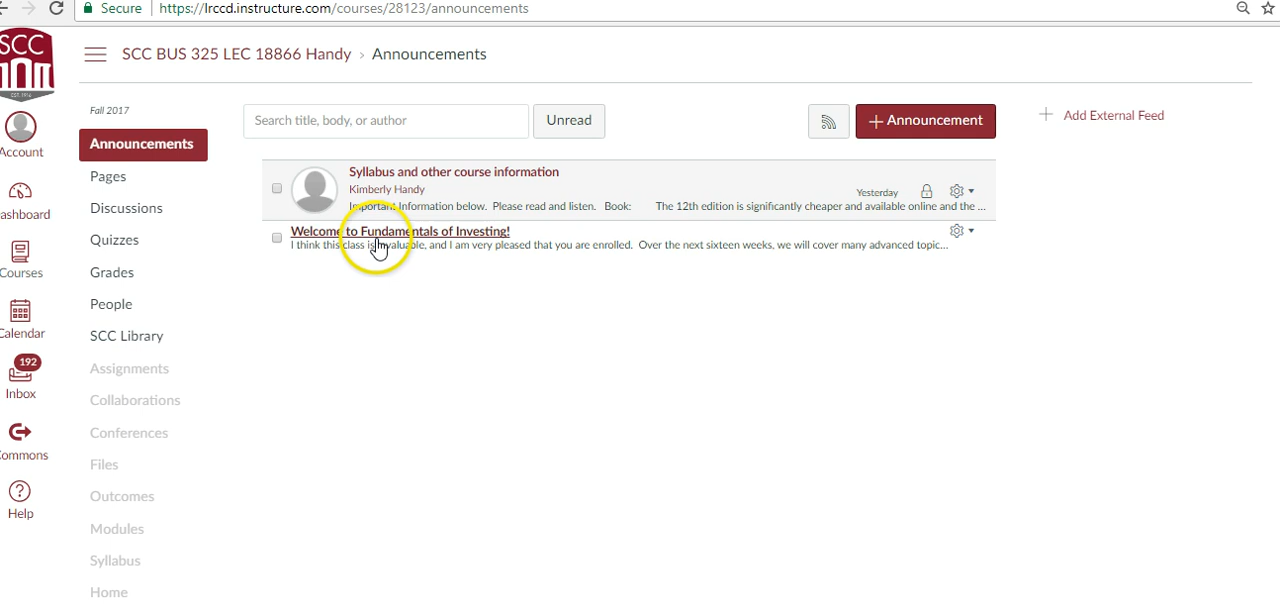 Secure https://lrccd.instructure.com/courses/28123/announcements
SCC
EST. 1916
SCC BUS 325 LEC 18866 Handy › Announcements
Fall 2017
Announcements
Pages
Discussions
Quizzes
Grades
People
SCC Library
Assignments
Collaborations
Conferences
Files
Outcomes
Modules
Syllabus
Home
Account
ashboard
Courses
Calendar
192
Inbox
ommons
Help
Search title, body, or author
Unread
+ Announcement
+ Add External Feed
Syllabus and other course information
Kimberly Handy
Yesterday
Important Information below. Please read and listen. Book: The 12th edition is significantly cheaper and available online and the ...
Welcome to Fundamentals of Investing!
I think this class is valuable, and I am very pleased that you are enrolled. Over the next sixteen weeks, we will cover many advanced topic...